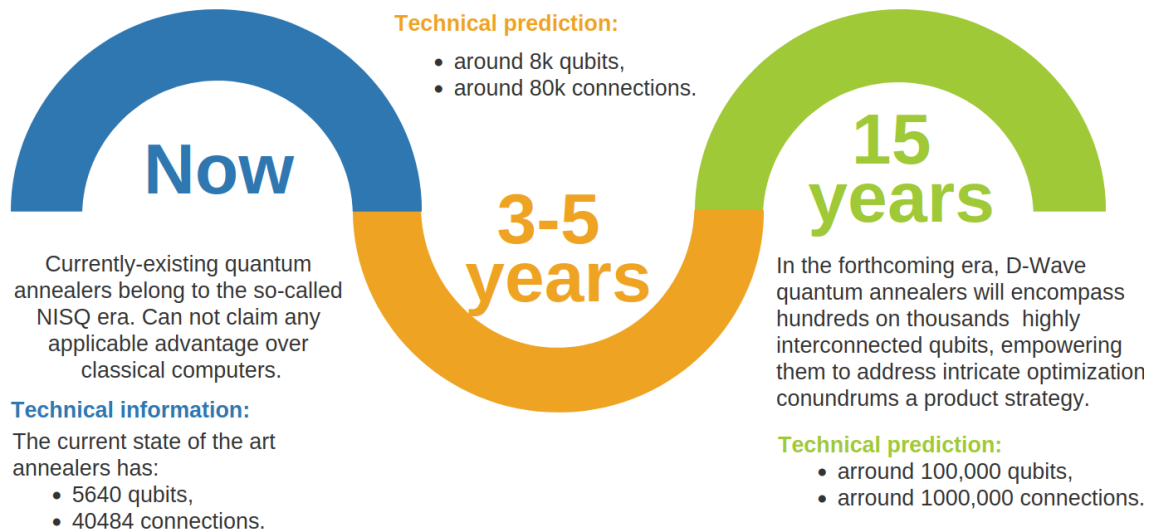 Now
Currently-existing quantum
annealers belong to the so-called
NISQ era. Can not claim any
applicable advantage over
classical computers.
Technical information:
The current state of the art
annealers has:
• 5640 qubits,
• 40484 connections.
Technical prediction:
• around 8k qubits,
• around 80k connections.
3-5
years
15
years
In the forthcoming era, D-Wave
quantum annealers will encompass
hundreds on thousands  highly
interconnected qubits, empowering
them to address intricate optimization
conundrums a product strategy.
Technical prediction:
• arround 100,000 qubits,
• arround 1000,000 connections.